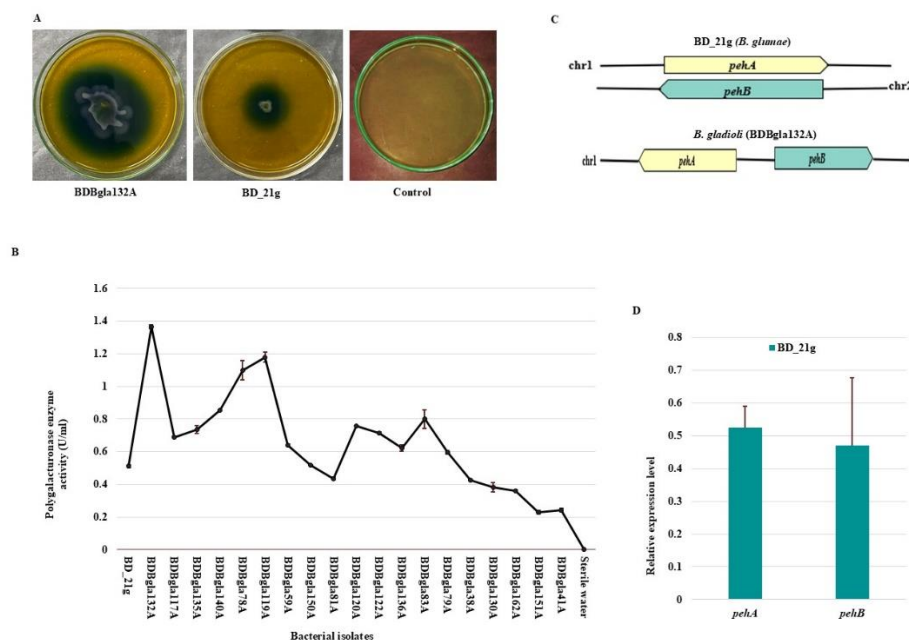 A
BDBgla132A
BD_21g
Control
C
BD_21g (B. glumae)
chr1
pehA
pehB
chr2
B. gladioli (BDBgla132A)
chr1
pehA
pehB
B
Polygalacturonase enzyme
activity (U/ml)
1.6
1.4
1.2
1
0.8
0.6
0.4
0.2
0
BD_21g
BDBgla132A
BDBgla117A
BDBgla135A
BDBgla140A
BDBgla78A
BDBgla119A
BDBgla59A
BDBgla150A
BDBgla81A
BDBgla120A
BDBgla122A
BDBgla136A
BDBgla83A
BDBgla79A
BDBgla38A
BDBgla130A
BDBgla162A
BDBgla151A
BDBgla41A
Sterile water
Bacterial isolates
D
BD_21g
Relative expression level
0.8
0.7
0.6
0.5
0.4
0.3
0.2
0.1
0
pehA
pehB